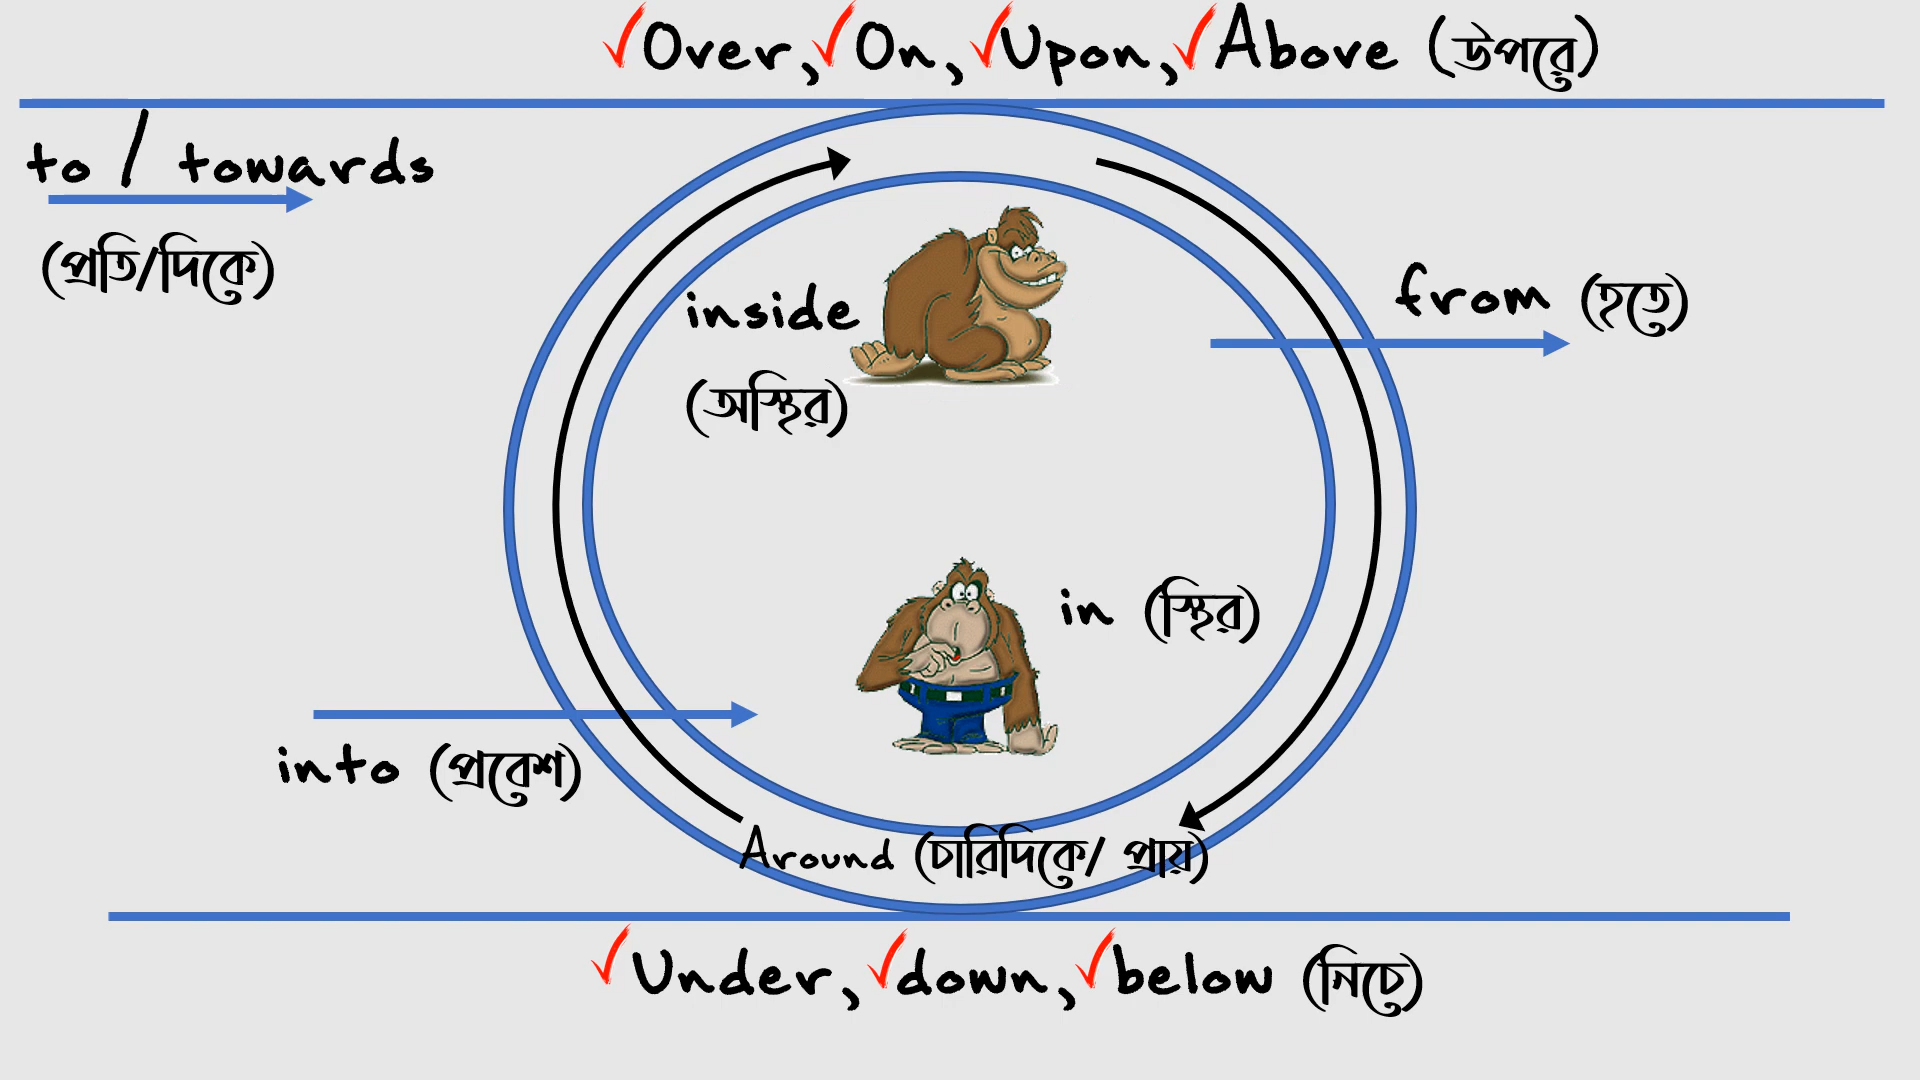 Over, On, Upon, Above (উপরে)
to / towards
(প্রতি/দিকে)
from (হতে)
inside
(অস্থির)
in (স্থির)
into (প্রবেশ)
Around (চারিদিকে/ প্রায়)
Under, down, below (নিচে)